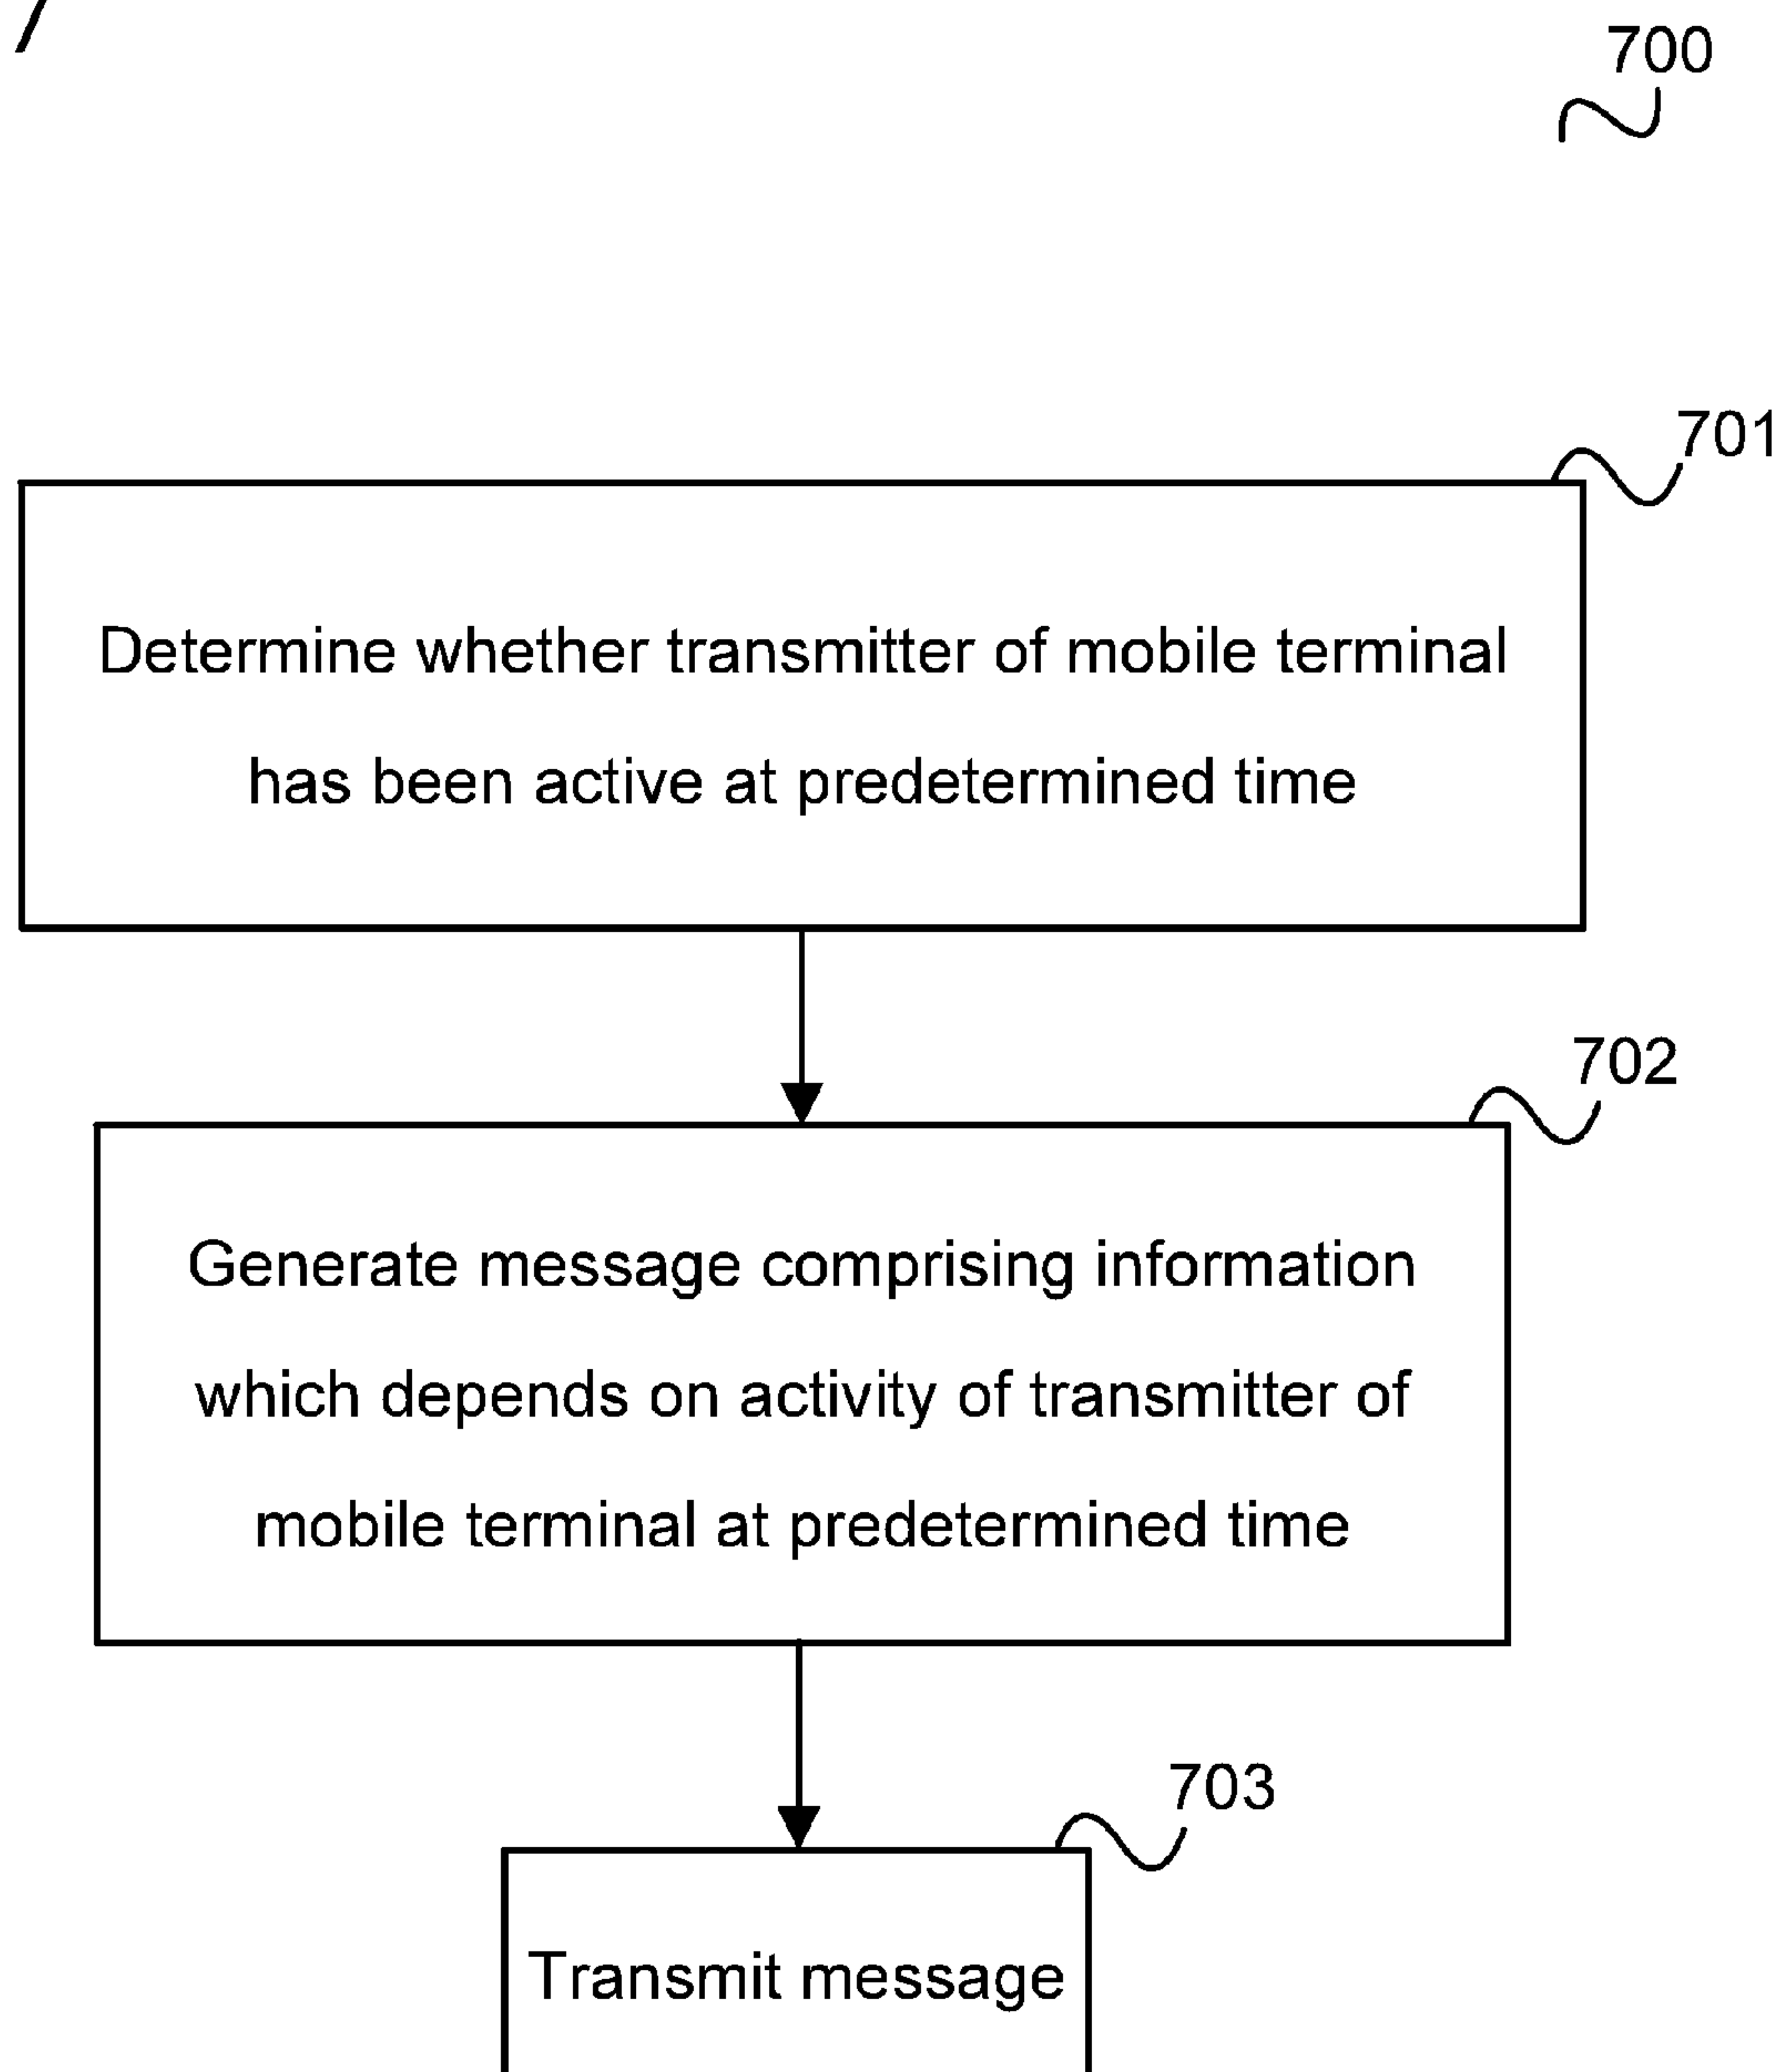 700
701
Determine whether transmitter of mobile terminal
has been active at predetermined time
702
Generate message comprising information
which depends on activity of transmitter of
mobile terminal at predetermined time
703
Transmit message